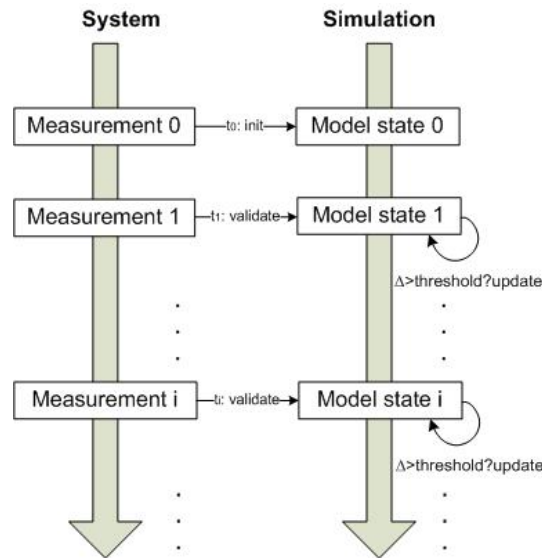 System
Simulation
Measurement 0
t0: init
Model state 0
Measurement 1
t1: validate
Model state 1
Δ>threshold?update
Measurement i
ti: validate
Model state i
Δ>threshold?update